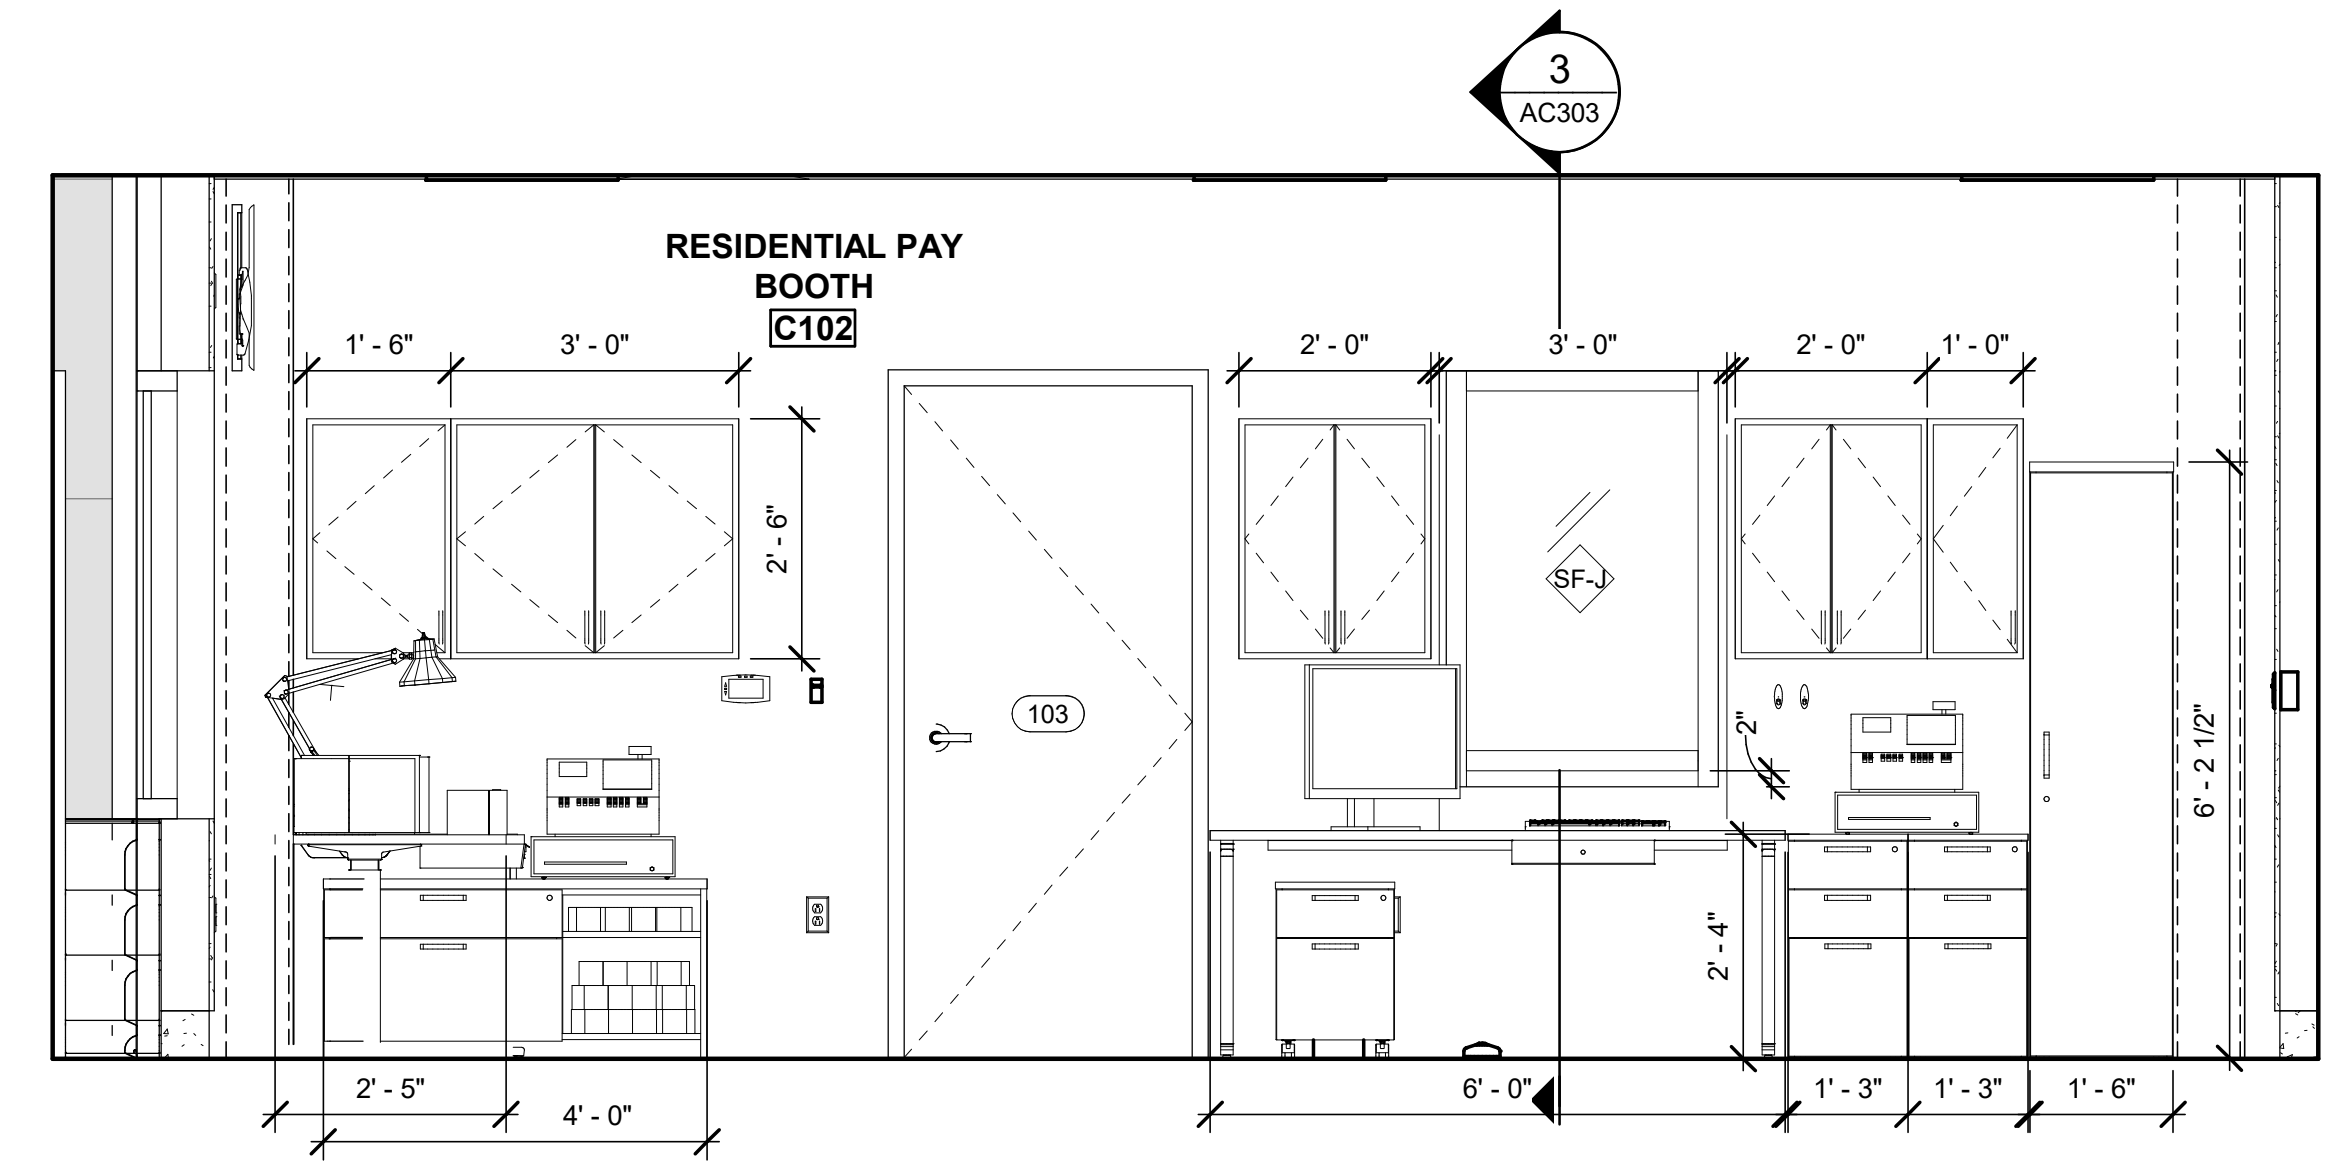 3
AC303
RESIDENTIAL PAY
BOOTH
C102
1' - 6"
3' - 0"
2' - 0"
3' - 0"
2' - 0"
1' - 0"
2' - 6"
SF-J
103
2"
6' - 2 1/2"
2' - 4"
2' - 5"
4' - 0"
6' - 0"
1' - 3"
1' - 3"
1' - 6"